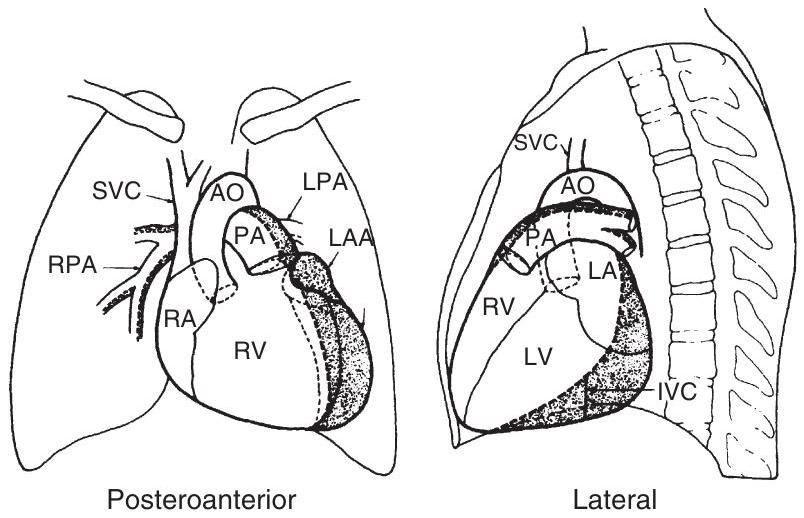 SVC
AO
LPA
PA
LAA
RPA
RA
RV
Posteroanterior
SVC
AO
PA
LA
RV
LV
IVC
Lateral